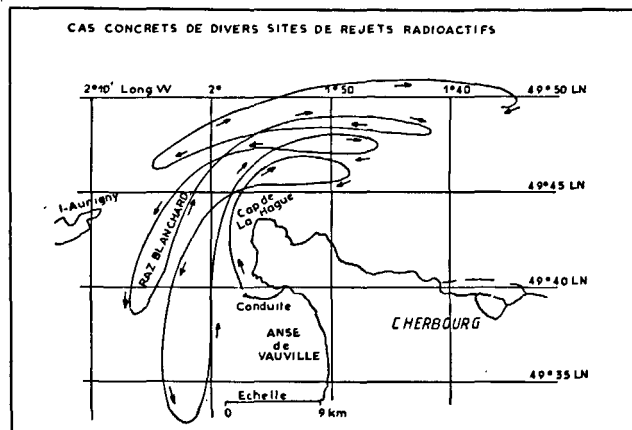 CAS CONCRETS DE DIVERS SITES DE REJETS RADIOACTIFS
2°10' Long W 2° 1°50 1°40 49°50 LN
49°45 LN
I.Aurigny
RAZ BLANCHARD
Cap de
La Hague
49°40 LN
Conduite
CHERBOURG
ANSE
de
VAUVILLE
49°35 LN
Echelle
0 9 km